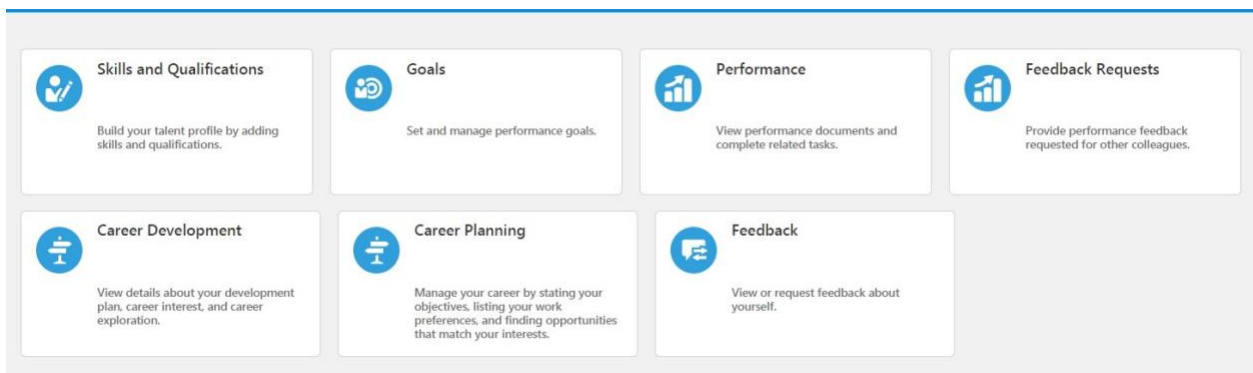 Skills and Qualifications
Build your talent profile by adding
skills and qualifications.
Goals
Set and manage performance goals.
Performance
View performance documents and
complete related tasks.
Feedback Requests
Provide performance feedback
requested for other colleagues.
Career Development
View details about your development
plan, career interest, and career
exploration.
Career Planning
Manage your career by stating your
objectives, listing your work
preferences, and finding opportunities
that match your interests.
Feedback
View or request feedback about
yourself.